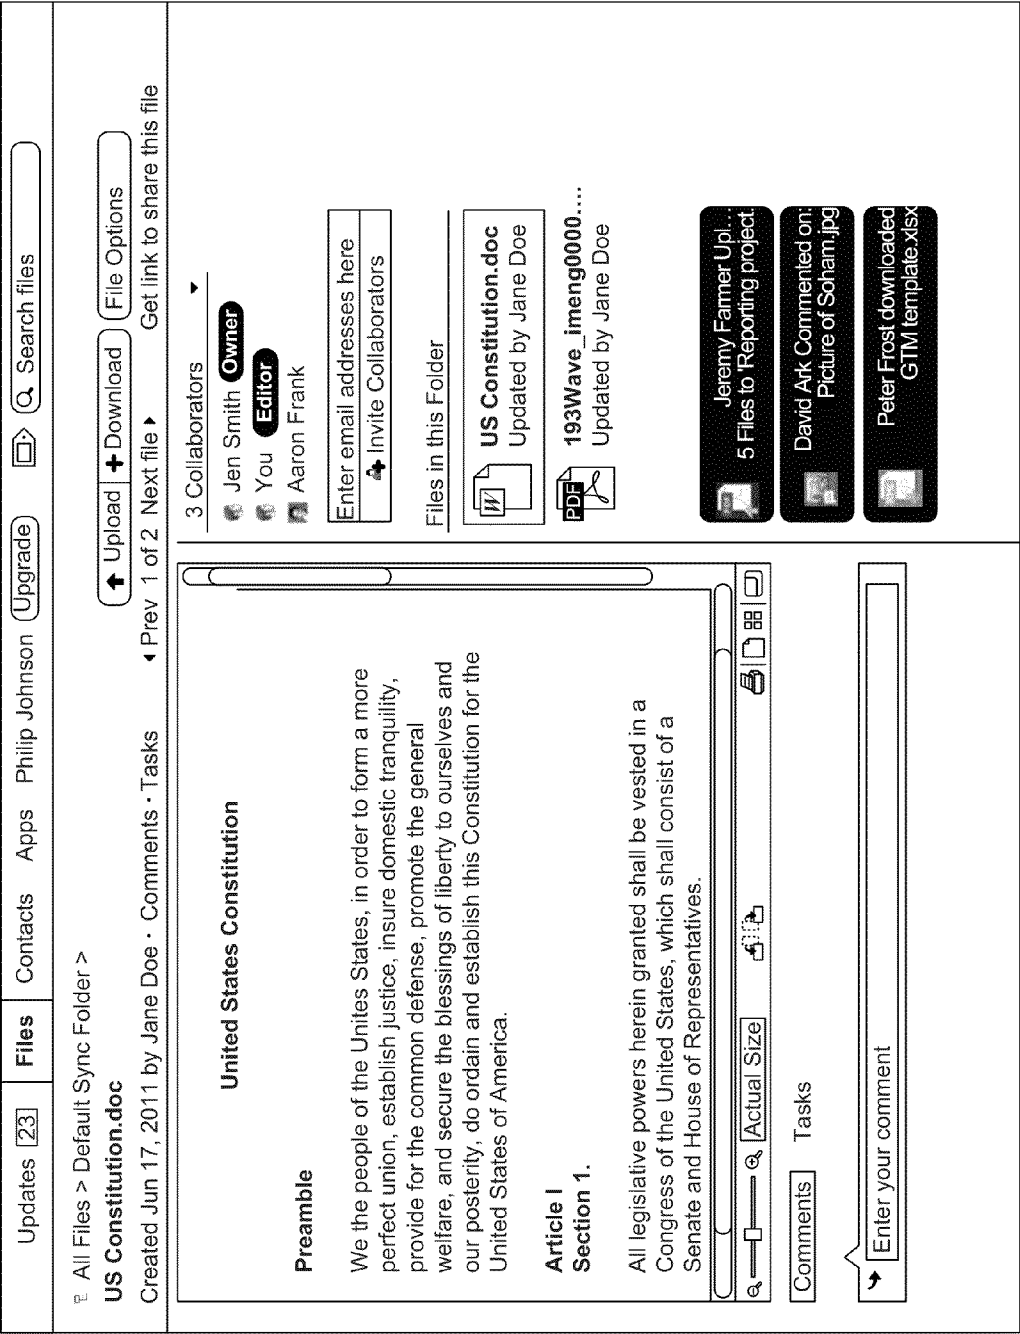 Updates 23 Files Contacts Apps Philip Johnson Upgrade Search files
All Files > Default Sync Folder >
US Constitution.doc
Upload Download File Options
Created Jun 17, 2011 by Jane Doe · Comments · Tasks
Prev 1 of 2 Next file Get link to share this file
United States Constitution
Preamble
We the people of the Unites States, in order to form a more
perfect union, establish justice, insure domestic tranquility,
provide for the common defense, promote the general
welfare, and secure the blessings of liberty to ourselves and
our posterity, do ordain and establish this Constitution for the
United States of America.
Article I
Section 1.
All legislative powers herein granted shall be vested in a
Congress of the United States, which shall consist of a
Senate and House of Representatives.
Actual Size
Comments Tasks
Enter your comment
3 Collaborators
Jen Smith Owner
You Editor
Aaron Frank
Enter email addresses here
Invite Collaborators
Files in this Folder
W
US Constitution.doc
Updated by Jane Doe
PDF
193Wave_imeng0000....
Updated by Jane Doe
Jeremy Farmer Upl...
5 Files to 'Reporting project.
David Ark Commented on:
Picture of Soham.jpg
Peter Frost downloaded
GTM template.xlsx